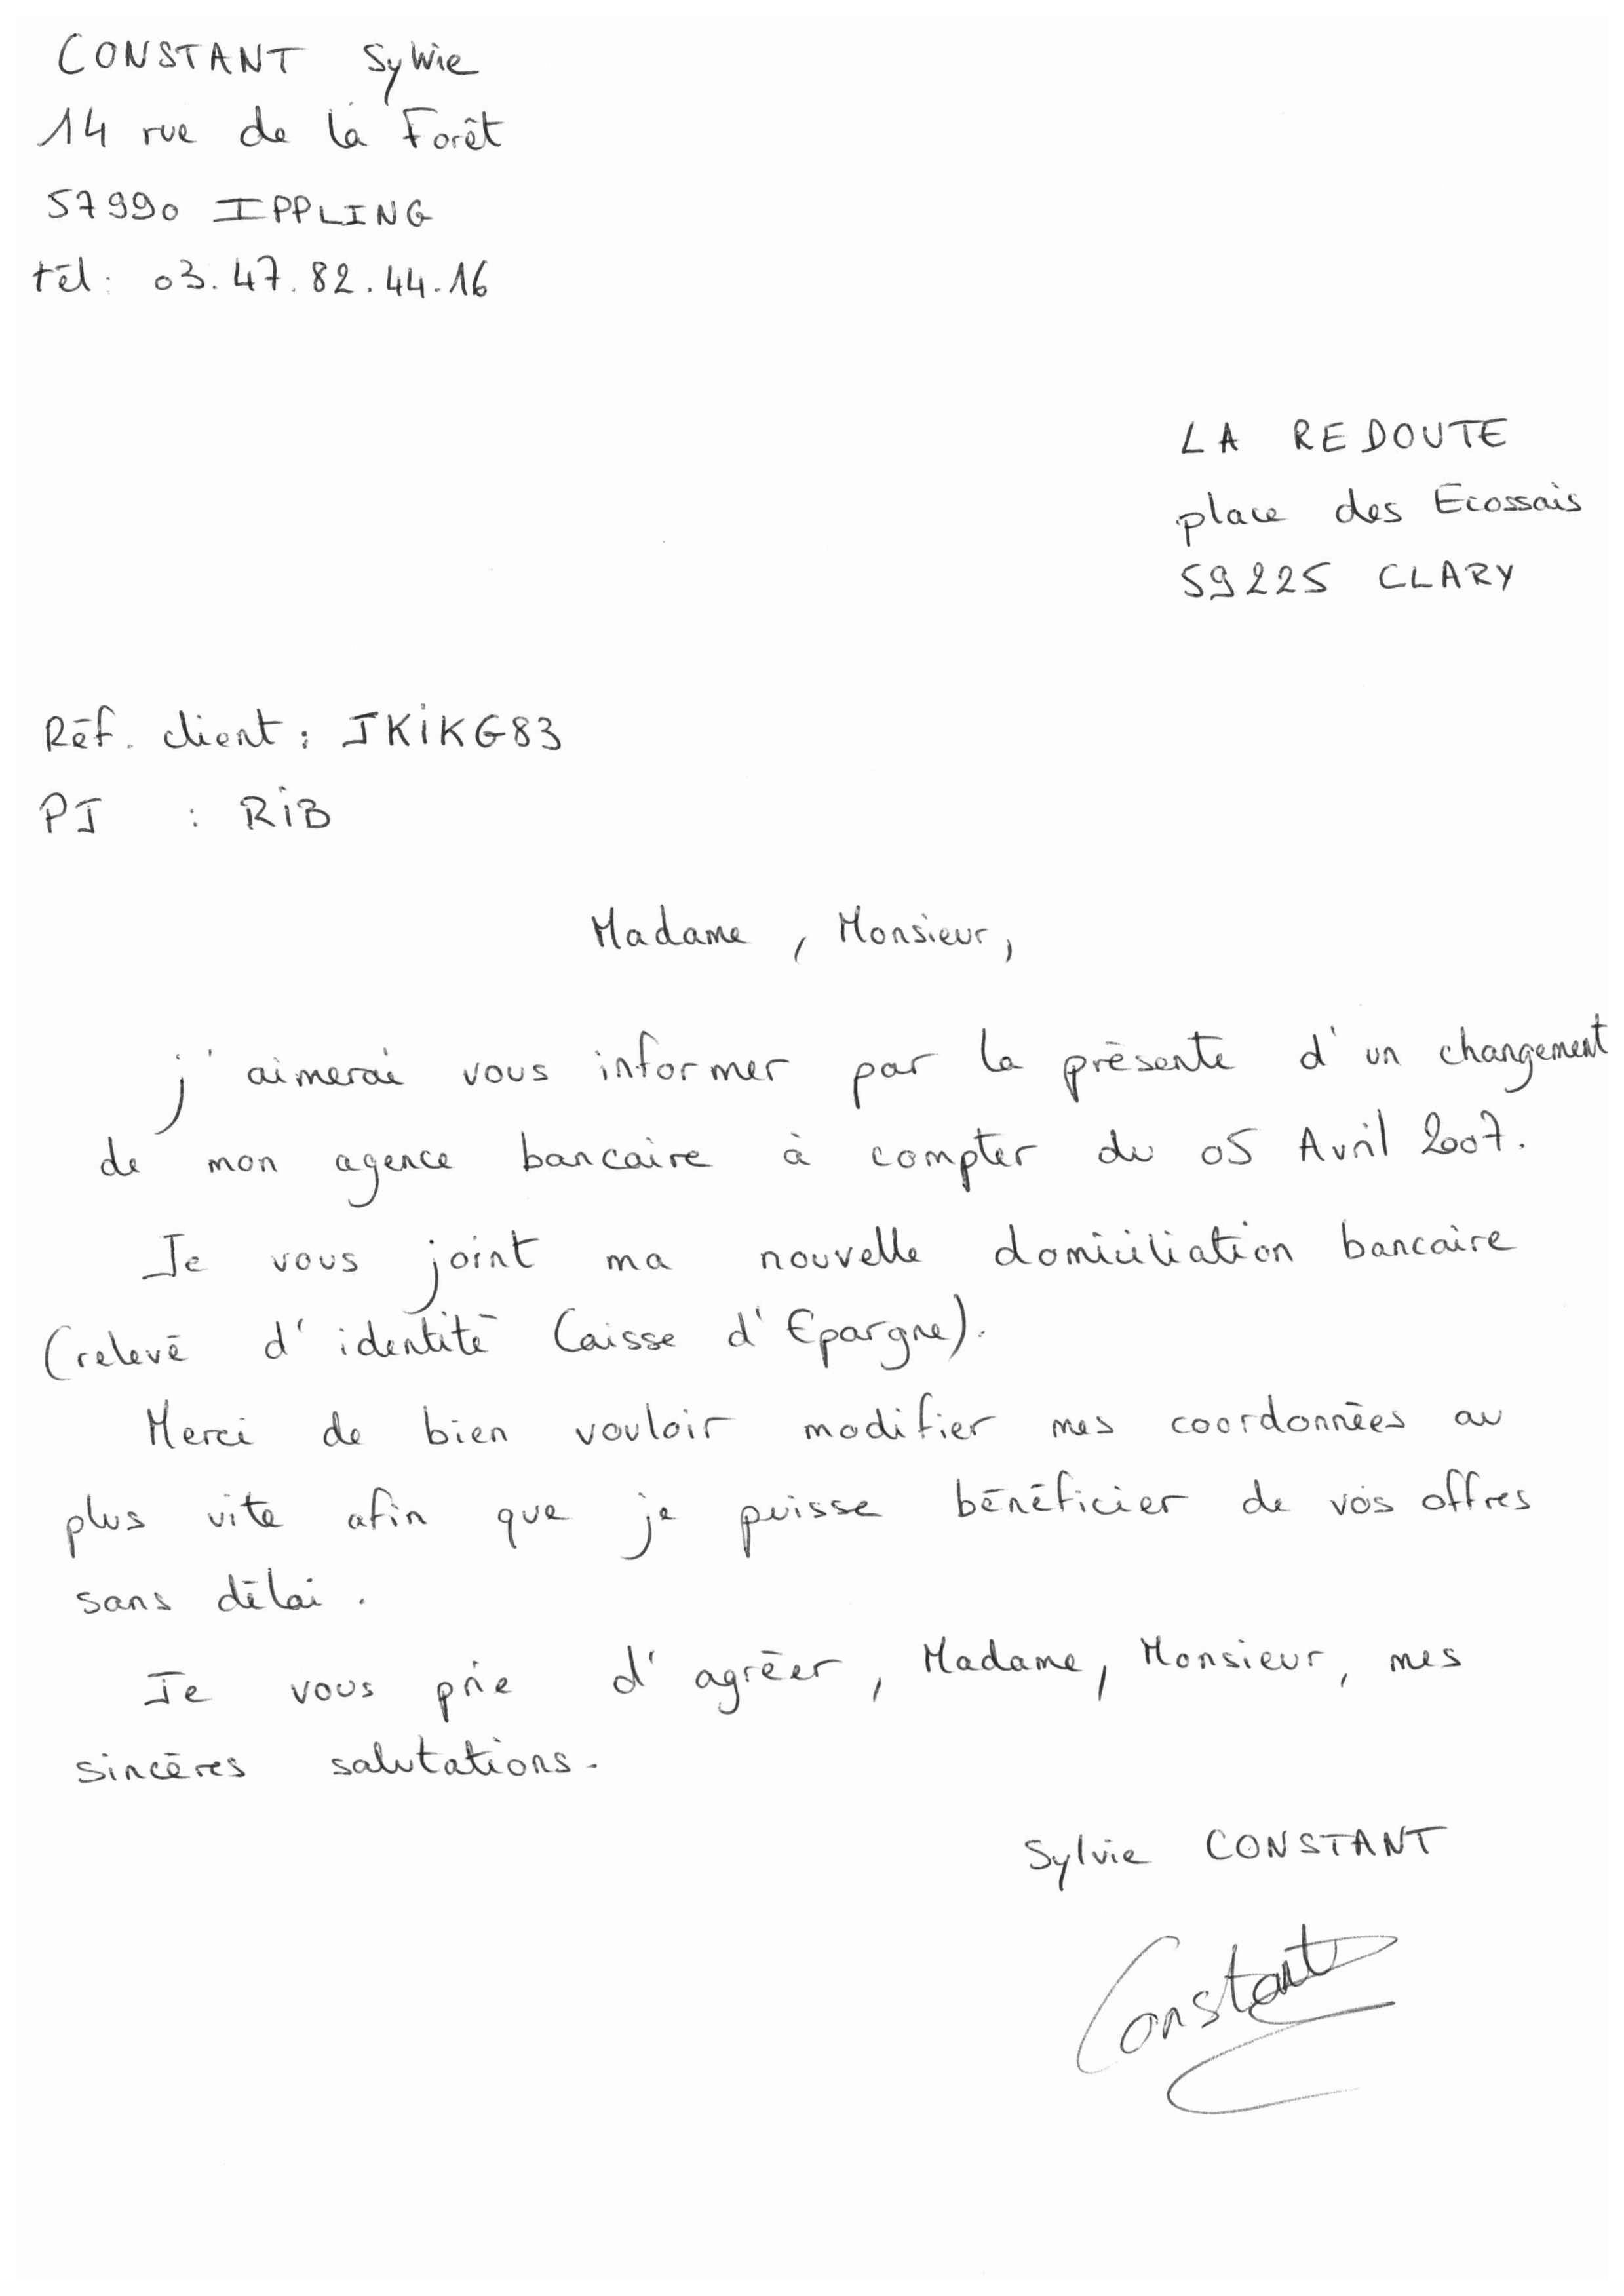 CONSTANT Sylvie
14 rue de la Forêt
57990 IPPLING
tél: 03.47.82.44.16
LA REDOUTE
place des Ecossais
59225 CLARY
Réf. client: JKIKG83
PJ : RIB
Madame, Monsieur,
j'aimerai vous informer par la présente d'un changement
de mon agence bancaire à compter du 05 Avril 2007.
Je vous joint ma nouvelle domiciliation bancaire
(relevé d'identité Caisse d'Epargne).
Merci de bien vouloir modifier mes coordonnées au
plus vite afin que je puisse bénéficier de vos offres
sans délai.
Je vous prie d'agréer, Madame, Monsieur, mes
sincères salutations.
Sylvie CONSTANT
Constant